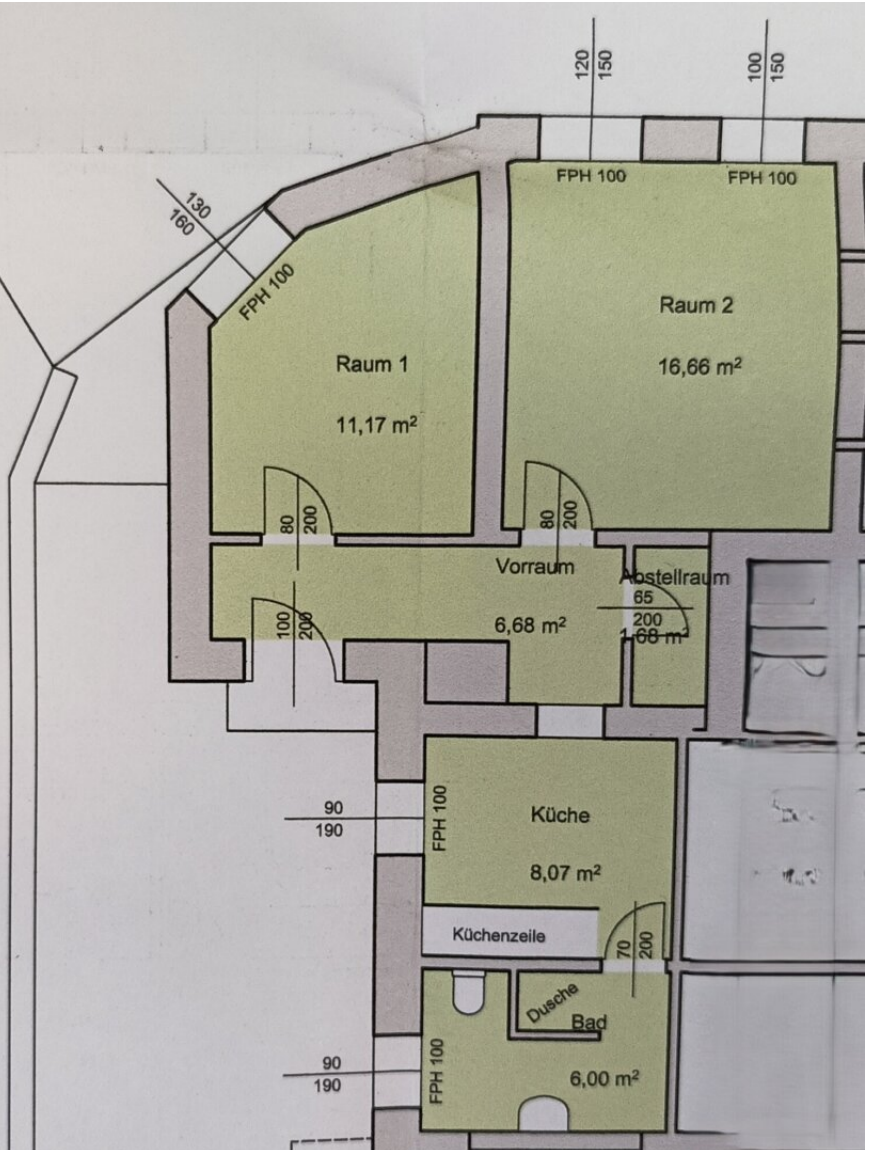 120
150
100
150
FPH 100
FPH 100
130
160
FPH 100
Raum 1
11,17 m²
Raum 2
16,66 m²
80
200
80
200
Vorraum
6,68 m²
Abstellraum
65
200
1,68 m²
100
200
90
190
FPH 100
Küche
8,07 m²
Küchenzeile
70
200
Dusche
Bad
6,00 m²
90
190
FPH 100